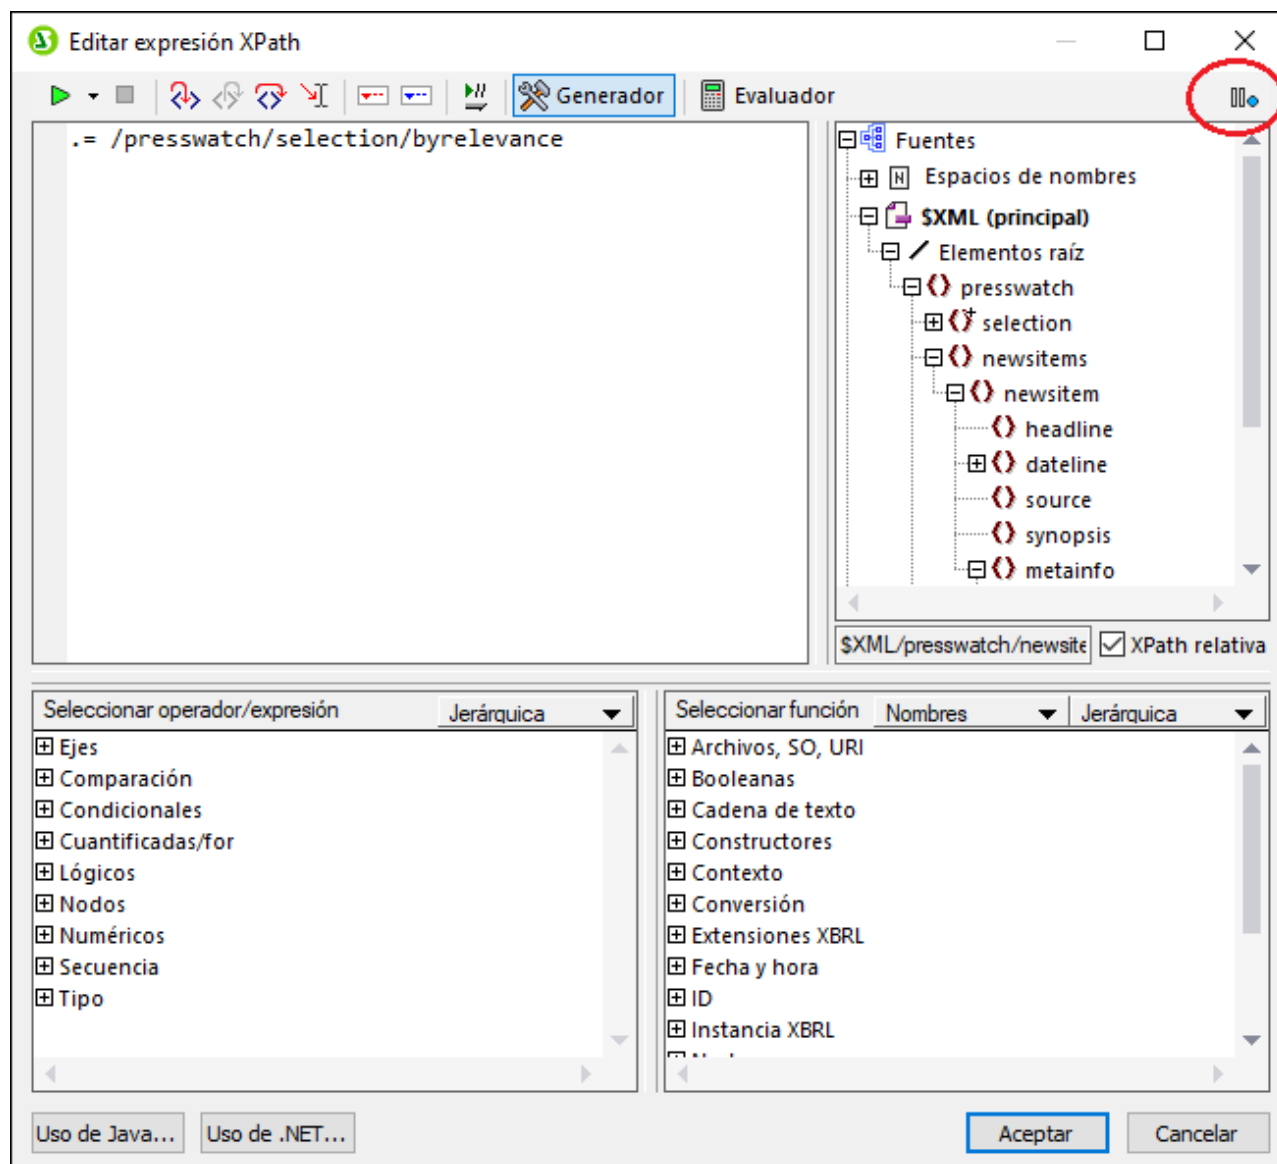 Editar expresión XPath
Generador
Evaluador
.= /presswatch/selection/byrelevance
Fuentes
Espacios de nombres
$XML (principal)
Elementos raíz
presswatch
selection
newsitems
newsitem
headline
dateline
source
synopsis
metainfo
$XML/presswatch/newsite
XPath relativa
Seleccionar operador/expresión
Jerárquica
Ejes
Comparación
Condicionales
Cuantificadas/for
Lógicos
Nodos
Numéricos
Secuencia
Tipo
Seleccionar función
Nombres
Jerárquica
Archivos, SO, URI
Booleanas
Cadena de texto
Constructores
Contexto
Conversión
Extensiones XBRL
Fecha y hora
ID
Instancia XBRL
Uso de Java...
Uso de .NET...
Aceptar
Cancelar